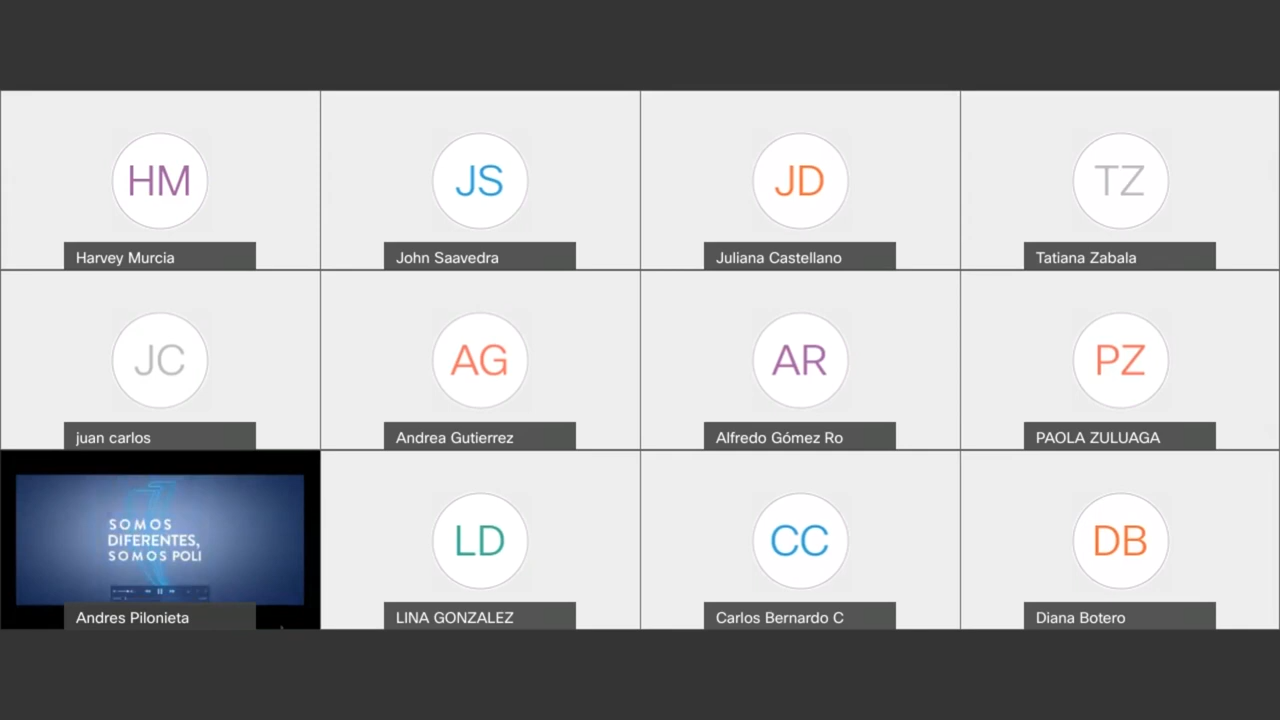 HM
JS
JD
TZ
Harvey Murcia
John Saavedra
Juliana Castellano
Tatiana Zabala
JC
AG
AR
PZ
juan carlos
Andrea Gutierrez
Alfredo Gómez Ro
PAOLA ZULUAGA
SOMOS
DIFERENTES,
SOMOS POLI
LD
CC
DB
Andres Pilonieta
LINA GONZALEZ
Carlos Bernardo C
Diana Botero